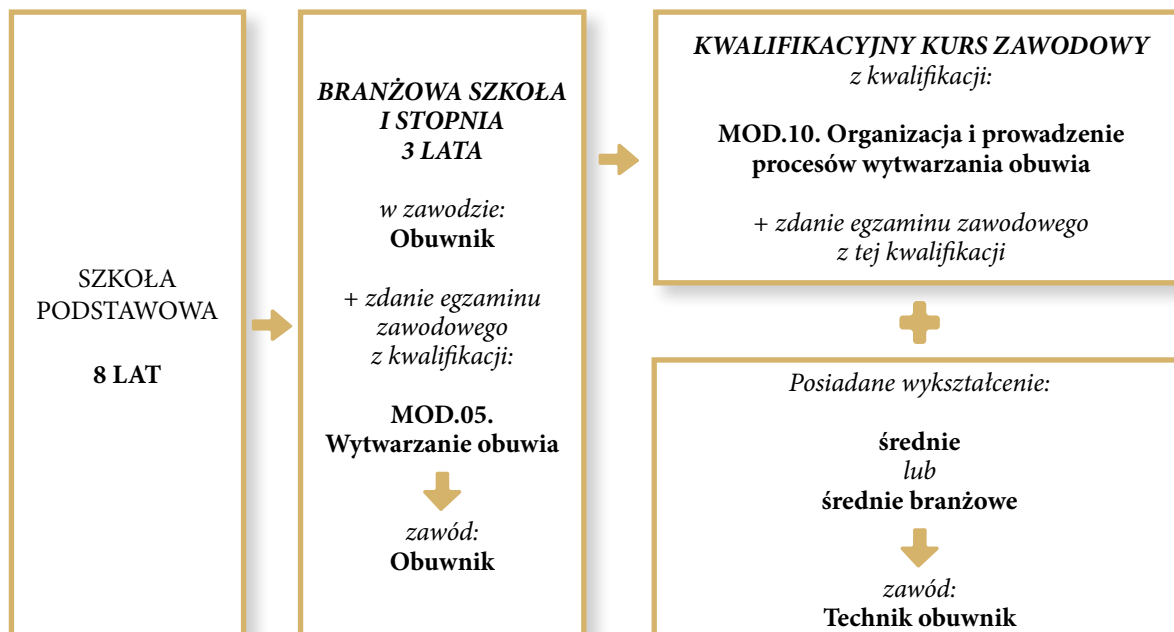 SZKOŁA
PODSTAWOWA
8 LAT
BRANŻOWA SZKOŁA
I STOPNIA
3 LATA
w zawodzie:
Obuwnik
+ zdanie egzaminu
zawodowego
z kwalifikacji:
MOD.05.
Wytwarzanie obuwia
zawód:
Obuwnik
KWALIFIKACYJNY KURS ZAWODOWY
z kwalifikacji:
MOD.10. Organizacja i prowadzenie
procesów wytwarzania obuwia
+ zdanie egzaminu zawodowego
z tej kwalifikacji
Posiadane wykształcenie:
średnie
lub
średnie branżowe
zawód:
Technik obuwnik